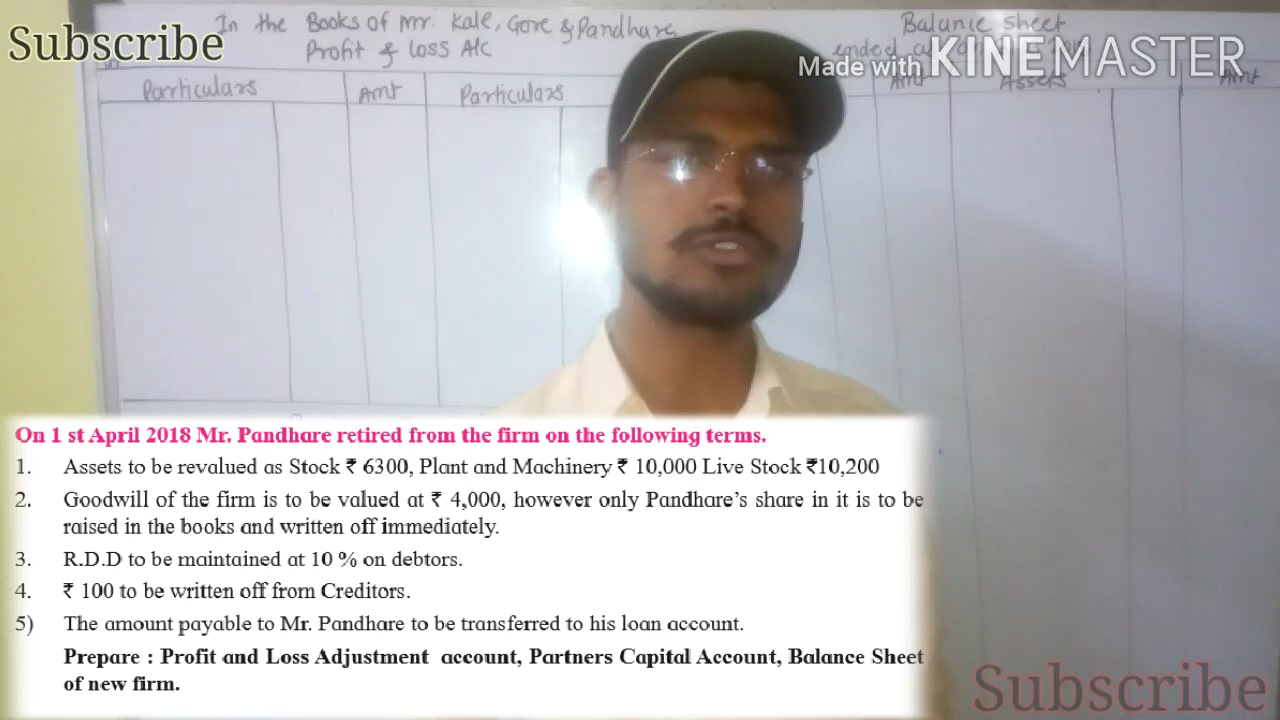 Subscribe
In the Books of Mr. Kale, Gore & Pandhare
Profit & Loss A/c
Balance Sheet
ended
Made with KINEMASTER
Particulars
Amt
Particulars
Amt
Assets
Amt
On 1 st April 2018 Mr. Pandhare retired from the firm on the following terms.
1. Assets to be revalued as Stock ₹ 6300, Plant and Machinery ₹ 10,000 Live Stock ₹10,200
2. Goodwill of the firm is to be valued at ₹ 4,000, however only Pandhare’s share in it is to be
raised in the books and written off immediately.
3. R.D.D to be maintained at 10 % on debtors.
4. ₹ 100 to be written off from Creditors.
5) The amount payable to Mr. Pandhare to be transferred to his loan account.
Prepare : Profit and Loss Adjustment account, Partners Capital Account, Balance Sheet
of new firm.
Subscribe